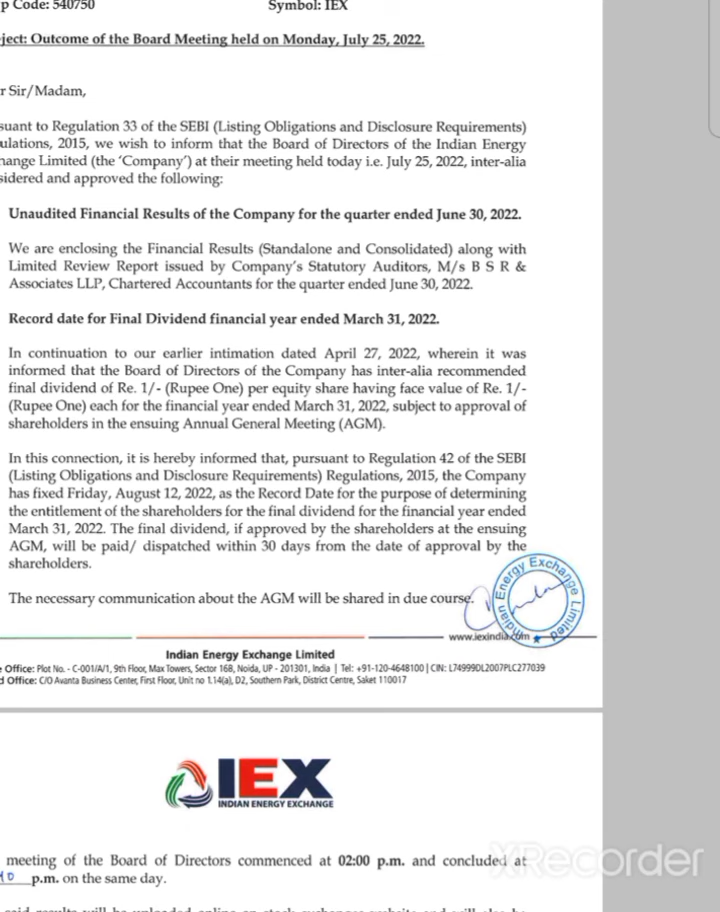 p Code: 540750 Symbol: IEX
ject: Outcome of the Board Meeting held on Monday, July 25, 2022.
r Sir/Madam,
suant to Regulation 33 of the SEBI (Listing Obligations and Disclosure Requirements)
ulations, 2015, we wish to inform that the Board of Directors of the Indian Energy
hange Limited (the ‘Company’) at their meeting held today i.e. July 25, 2022, inter-alia
sidered and approved the following:
Unaudited Financial Results of the Company for the quarter ended June 30, 2022.
We are enclosing the Financial Results (Standalone and Consolidated) along with
Limited Review Report issued by Company’s Statutory Auditors, M/s B S R &
Associates LLP, Chartered Accountants for the quarter ended June 30, 2022.
Record date for Final Dividend financial year ended March 31, 2022.
In continuation to our earlier intimation dated April 27, 2022, wherein it was
informed that the Board of Directors of the Company has inter-alia recommended
final dividend of Re. 1/- (Rupee One) per equity share having face value of Re. 1/-
(Rupee One) each for the financial year ended March 31, 2022, subject to approval of
shareholders in the ensuing Annual General Meeting (AGM).
In this connection, it is hereby informed that, pursuant to Regulation 42 of the SEBI
(Listing Obligations and Disclosure Requirements) Regulations, 2015, the Company
has fixed Friday, August 12, 2022, as the Record Date for the purpose of determining
the entitlement of the shareholders for the final dividend for the financial year ended
March 31, 2022. The final dividend, if approved by the shareholders at the ensuing
AGM, will be paid/ dispatched within 30 days from the date of approval by the
shareholders.
The necessary communication about the AGM will be shared in due course.
Indian Energy Exchange Limited
www.iexindia.com
Indian Energy Exchange Limited
e Office: Plot No. - C-001/A/1, 9th Floor, Max Towers, Sector 16B, Noida, UP - 201301, India | Tel: +91-120-4648100 | CIN: L74999DL2007PLC277039
d Office: C/O Avanta Business Center, First Floor, Unit no 1.14(a), D2, Southern Park, District Centre, Saket 110017
IEX
INDIAN ENERGY EXCHANGE
meeting of the Board of Directors commenced at 02:00 p.m. and concluded at
p.m. on the same day.
XRecorder